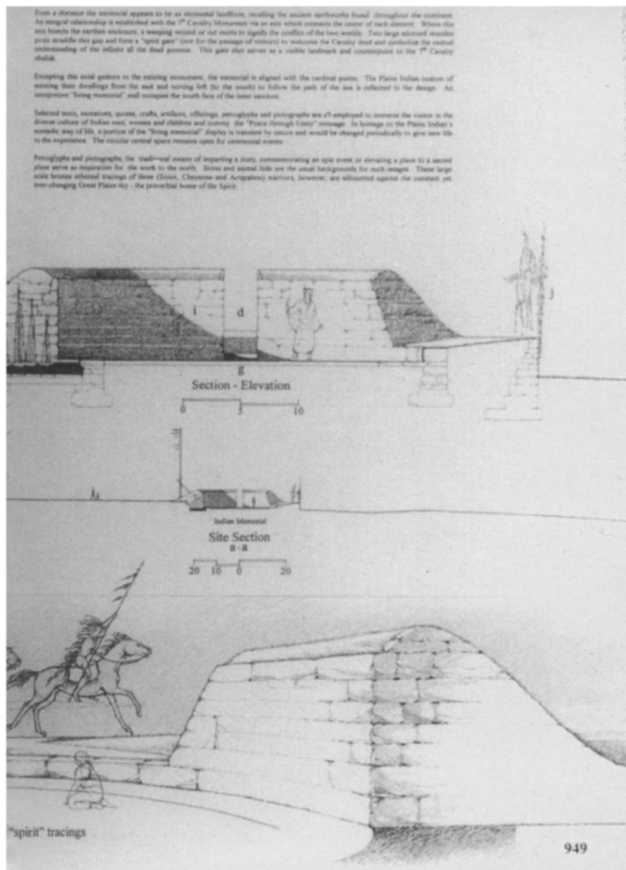 From a distance the memorial appears to be an elemental landform, recalling the ancient earthworks found throughout the continent.
An integral relationship is established with the 7th Cavalry Monument via an axis which connects the center of each element. Where this
axis bisects the earthen enclosure, a weeping wound or cut exists to signify the conflict of the two worlds. Two large adorned wooden
posts straddle this gap and form a "spirit gate" (not for the passage of visitors) to welcome the Cavalry dead and symbolize the mutual
understanding of the infinite all the dead possess. This gate also serves as a visible landmark and counterpoint to the 7th Cavalry
obelisk.
Excepting this axial gesture to the existing monument, the memorial is aligned with the cardinal points. The Plains Indian custom of
entering their dwellings from the east and turning left (to the south) to follow the path of the sun is reflected in the design. An
interpretive "living memorial" wall occupies the south face of the inner sanctum.
Selected texts, narratives, quotes, crafts, artifacts, offerings, petroglyphs and pictographs are all employed to immerse the visitor in the
diverse culture of Indian men, women and children and convey the "Peace through Unity" message. In homage to the Plains Indian's
nomadic way of life, a portion of the "living memorial" display is transient by nature and would be changed periodically to give new life
to the experience. The circular central space remains open for ceremonial events.
Petroglyphs and pictographs, the traditional means of imparting a story, commemorating an epic event or elevating a place to a sacred
plane serve as inspiration for the work to the north. Stone and animal hide are the usual backgrounds for such images. These large
scale bronze tracings of three (Sioux, Cheyenne and Arrapahoe) warriors, however, are silhouetted against the constant yet
ever-changing Great Plains sky - the proverbial home of the Spirit.
i
d
j
g
Section - Elevation
0 5 10
Indian Memorial
Site Section
a - a
20 10 0 20
"spirit" tracings
949